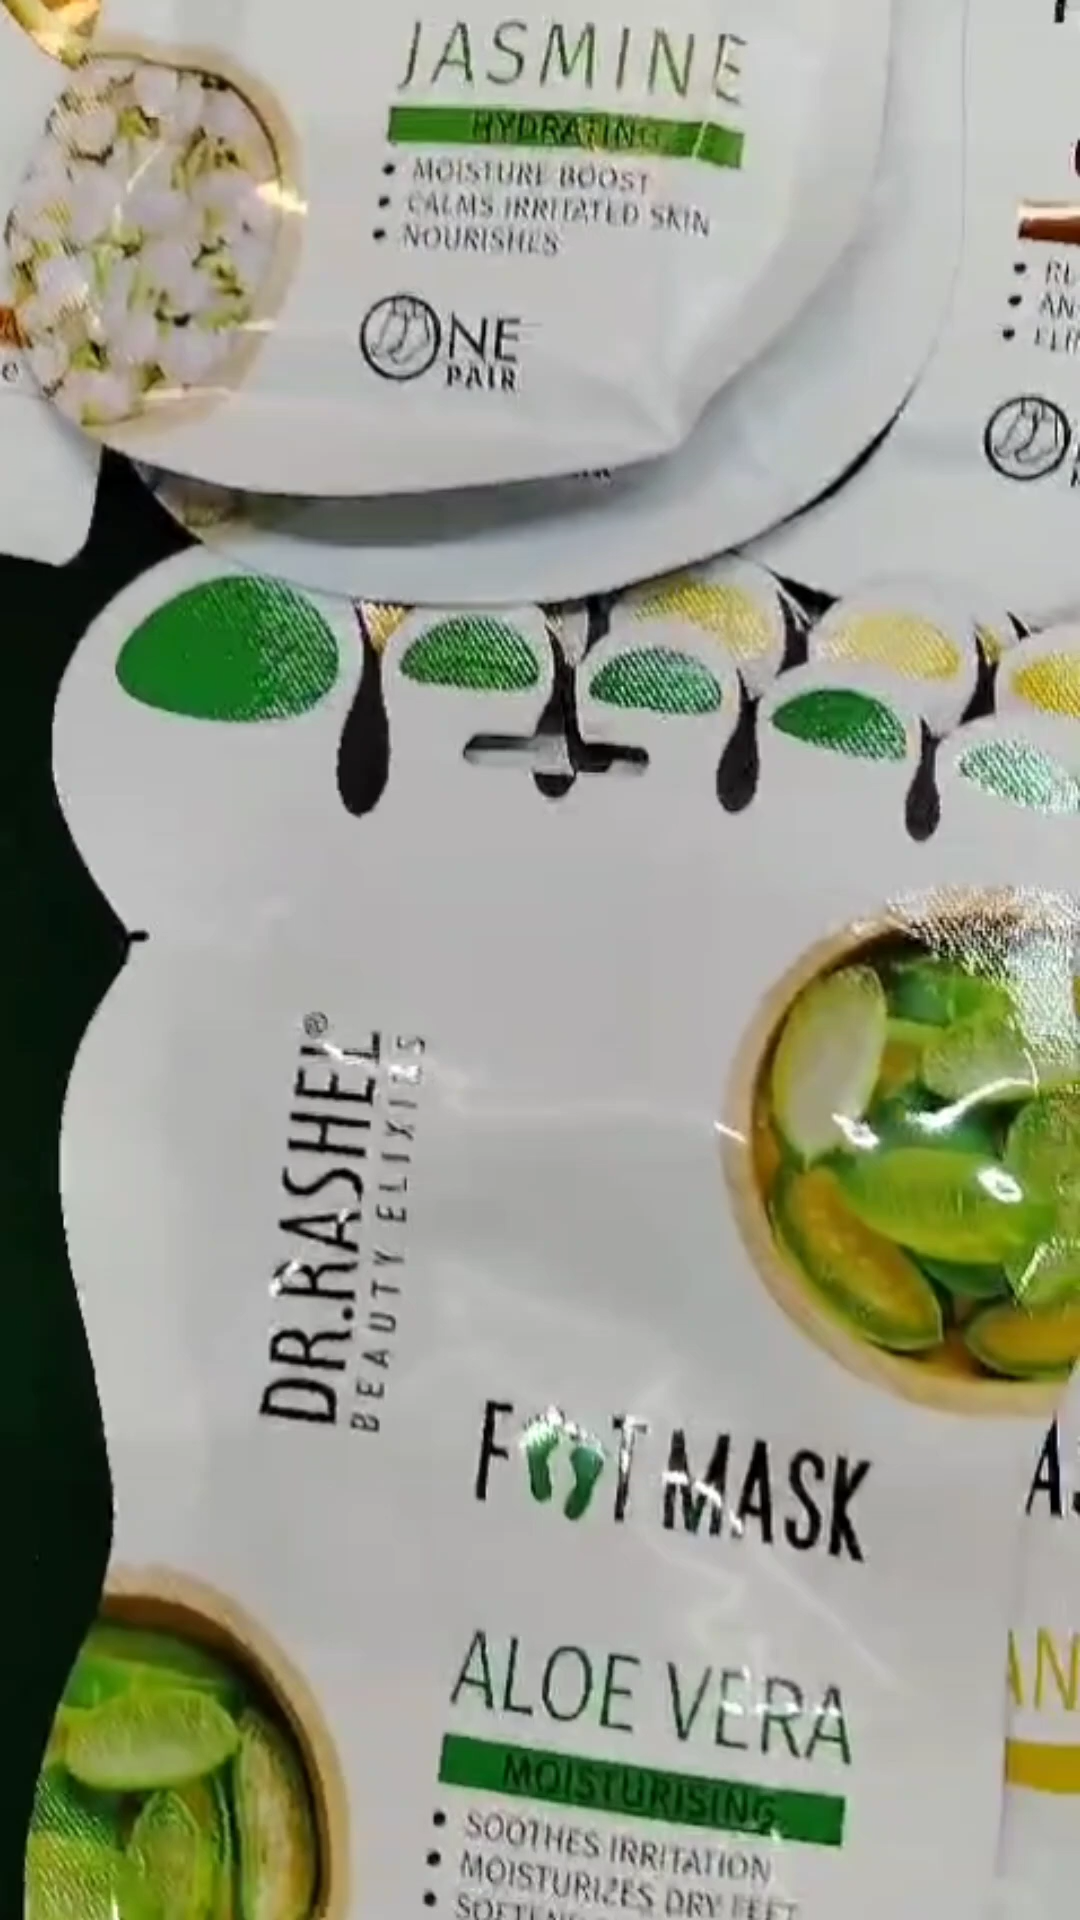 JASMINE
HYDRATING
• MOISTURE BOOST
• CALMS IRRITATED SKIN
• NOURISHES
ONE
PAIR
DR.RASHEL®
BEAUTY ELIXIRS
FOOT MASK
ALOE VERA
MOISTURISING
• SOOTHES IRRITATION
• MOISTURIZES DRY FEET